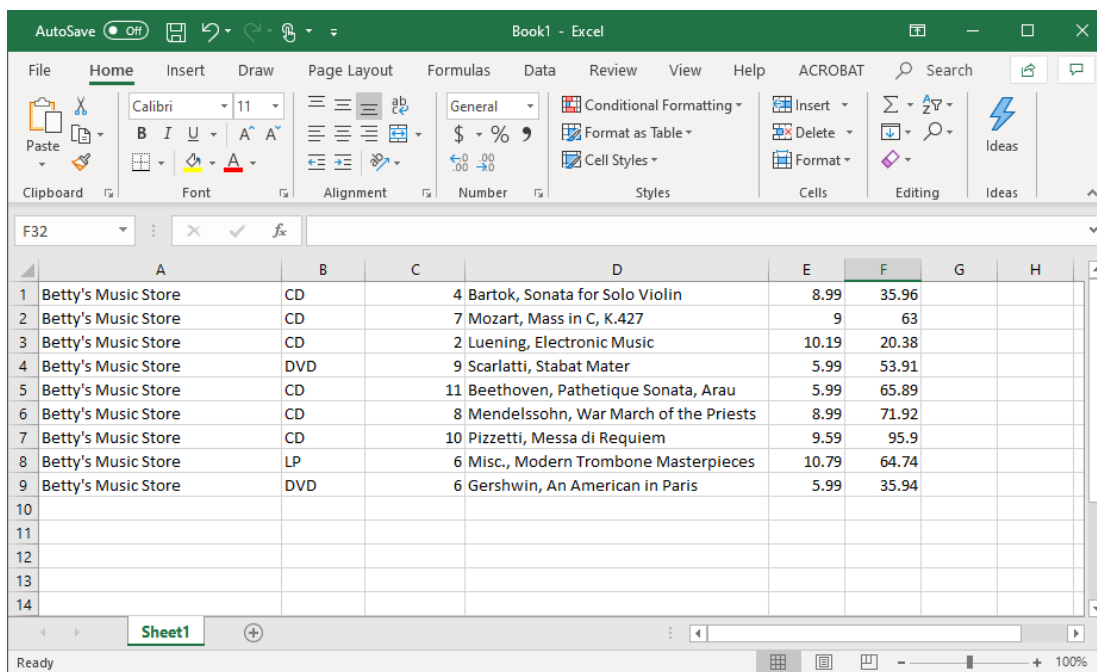 AutoSave Off Book1 - Excel
File Home Insert Draw Page Layout Formulas Data Review View Help ACROBAT Search
Calibri 11 ab General Conditional Formatting Insert
Paste B I U A A $ % Format as Table Delete Ideas
A Cell Styles Format
Clipboard Font Alignment Number Styles Cells Editing Ideas
F32 fx
A B C D E F G H
1 Betty's Music Store CD 4 Bartok, Sonata for Solo Violin 8.99 35.96
2 Betty's Music Store CD 7 Mozart, Mass in C, K.427 9 63
3 Betty's Music Store CD 2 Luening, Electronic Music 10.19 20.38
4 Betty's Music Store DVD 9 Scarlatti, Stabat Mater 5.99 53.91
5 Betty's Music Store CD 11 Beethoven, Pathetique Sonata, Arau 5.99 65.89
6 Betty's Music Store CD 8 Mendelssohn, War March of the Priests 8.99 71.92
7 Betty's Music Store CD 10 Pizzetti, Messa di Requiem 9.59 95.9
8 Betty's Music Store LP 6 Misc., Modern Trombone Masterpieces 10.79 64.74
9 Betty's Music Store DVD 6 Gershwin, An American in Paris 5.99 35.94
10
11
12
13
14
Sheet1
Ready 100%